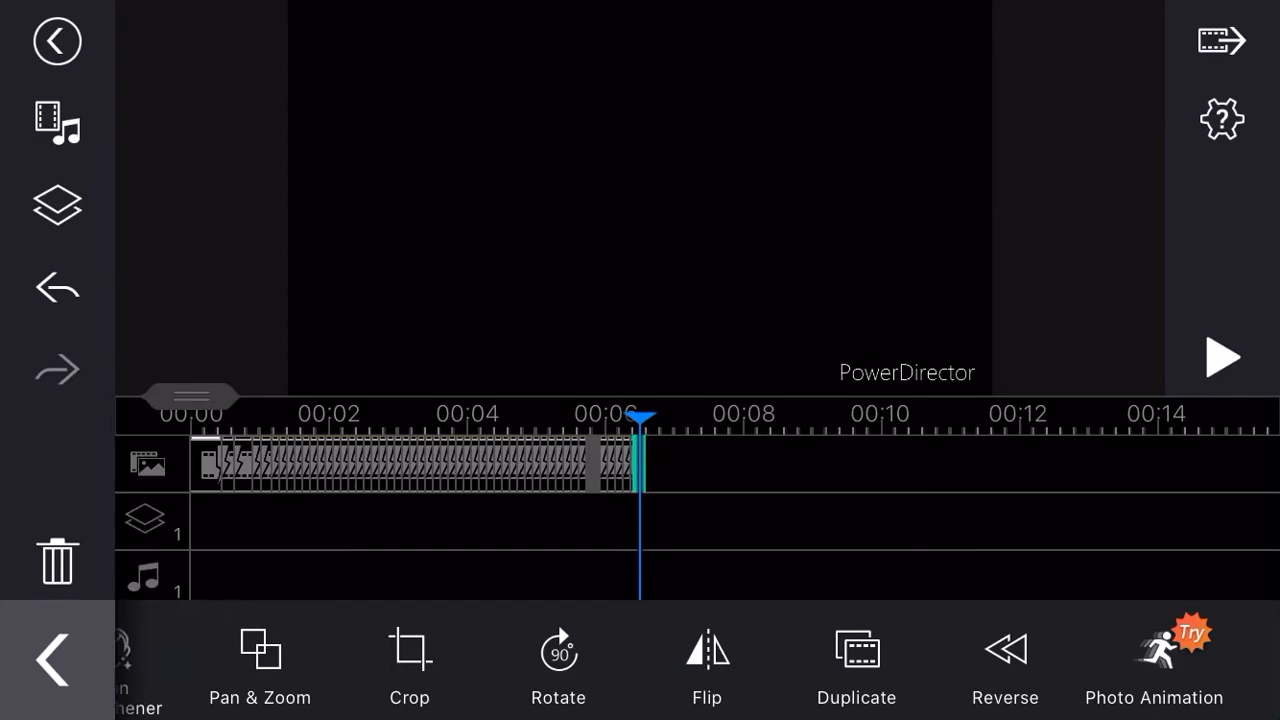 PowerDirector
00:00 00:02 00:04 00:06 00:08 00:10 00:12 00:14
1
1
90°
Try
Pan & Zoom Crop Rotate Flip Duplicate Reverse Photo Animation